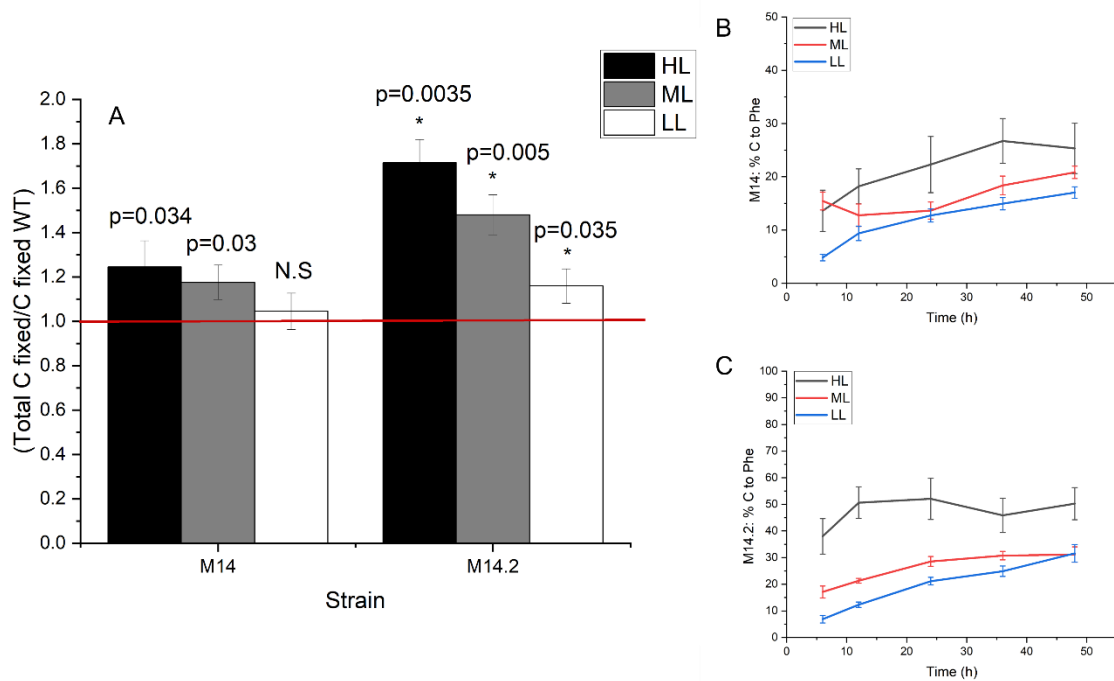 A
HL
ML
LL
p=0.0035
*
p=0.005
*
p=0.035
*
p=0.034
p=0.03
N.S
(Total C fixed/C fixed WT)
2.0
1.8
1.6
1.4
1.2
1.0
0.8
0.6
0.4
0.2
0.0
M14
M14.2
Strain
B
HL
ML
LL
M14: % C to Phe
50
40
30
20
10
0
0 10 20 30 40 50
Time (h)
C
HL
ML
LL
M14.2: % C to Phe
100
90
80
70
60
50
40
30
20
10
0
0 10 20 30 40 50
Time (h)